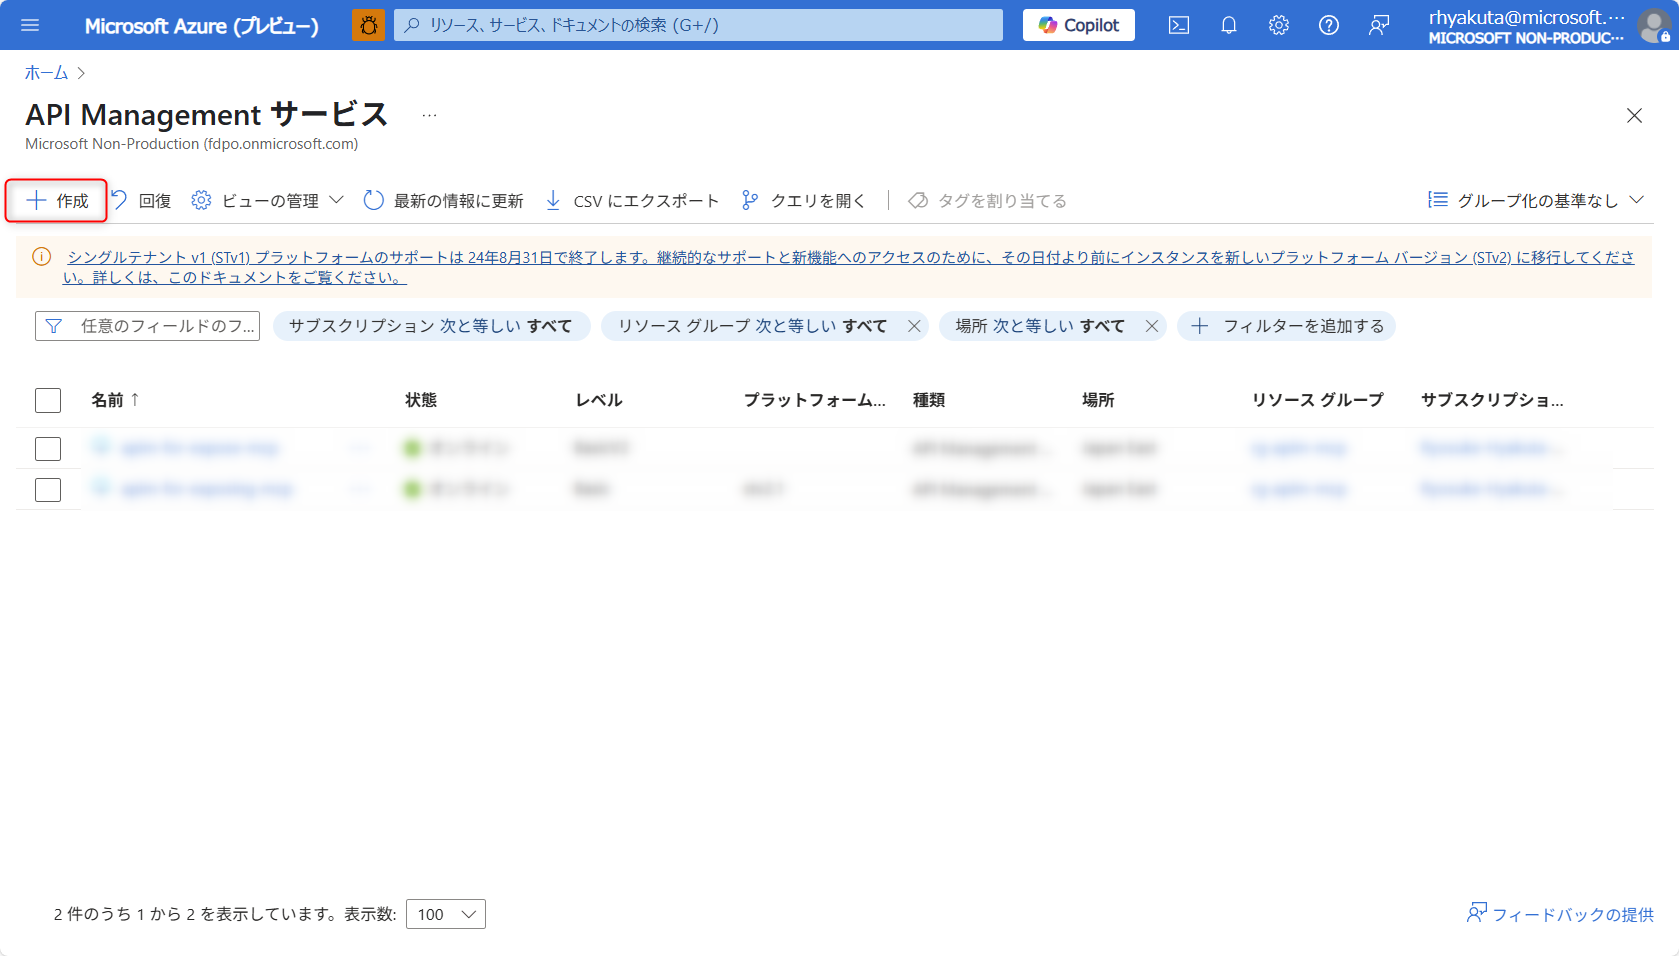 Microsoft Azure (プレビュー)
リソース、サービス、ドキュメントの検索 (G+/)
Copilot
rhyakuta@microsoft.…
MICROSOFT NON-PRODUC…
ホーム
API Management サービス
…
Microsoft Non-Production (fdpo.onmicrosoft.com)
作成
回復
ビューの管理
最新の情報に更新
CSV にエクスポート
クエリを開く
タグを割り当てる
グループ化の基準なし
シングルテナント v1 (STv1) プラットフォームのサポートは 24年8月31日で終了します。継続的なサポートと新機能へのアクセスのために、その日付より前にインスタンスを新しいプラットフォーム バージョン (STv2) に移行してくださ
い。詳しくは、このドキュメントをご覧ください。
任意のフィールドのフ...
サブスクリプション 次と等しい すべて
リソース グループ 次と等しい すべて
場所 次と等しい すべて
フィルターを追加する
名前 ↑
状態
レベル
プラットフォーム...
種類
場所
リソース グループ
サブスクリプショ...
2 件のうち 1 から 2 を表示しています。表示数:
100
フィードバックの提供